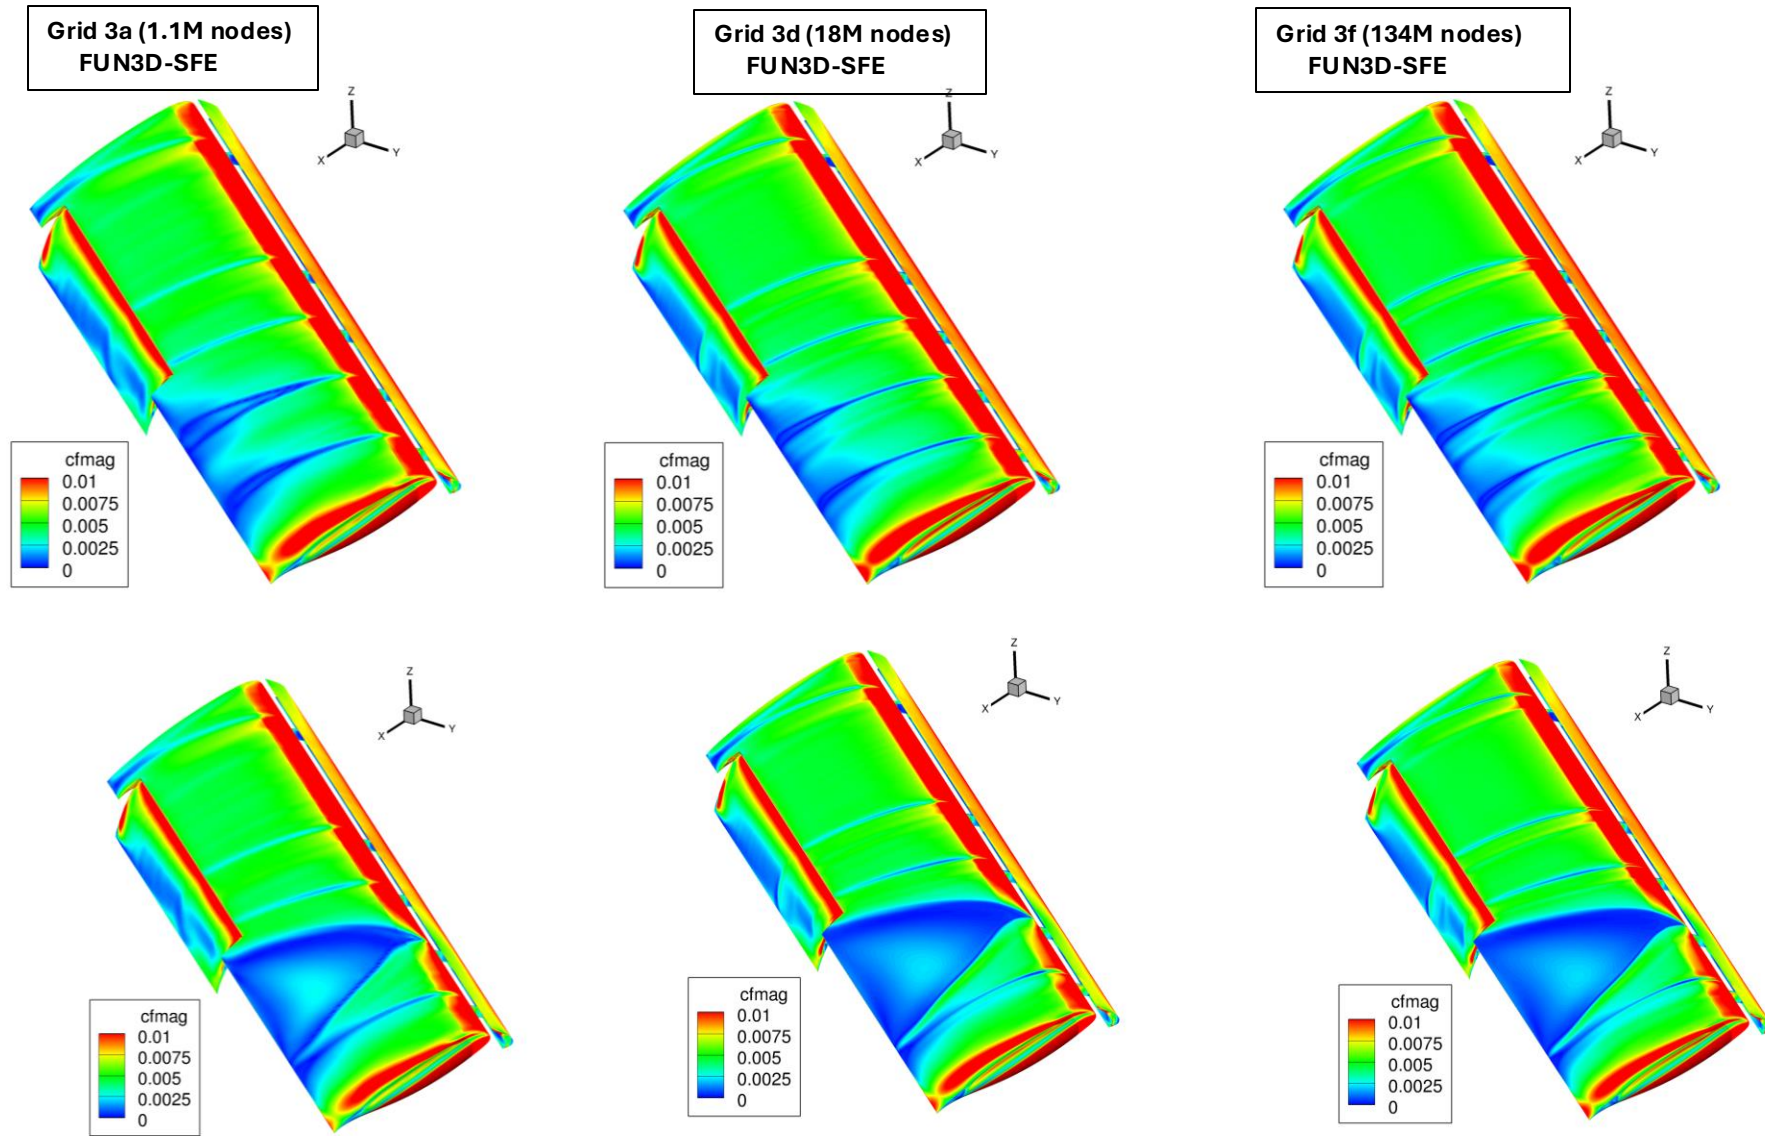 Grid 3a (1.1M nodes)
FUN3D-SFE
Grid 3d (18M nodes)
FUN3D-SFE
Grid 3f (134M nodes)
FUN3D-SFE
Z
X
Y
Z
X
Y
Z
X
Y
cfmag
0.01
0.0075
0.005
0.0025
0
cfmag
0.01
0.0075
0.005
0.0025
0
cfmag
0.01
0.0075
0.005
0.0025
0
Z
X
Y
Z
X
Y
Z
X
Y
cfmag
0.01
0.0075
0.005
0.0025
0
cfmag
0.01
0.0075
0.005
0.0025
0
cfmag
0.01
0.0075
0.005
0.0025
0